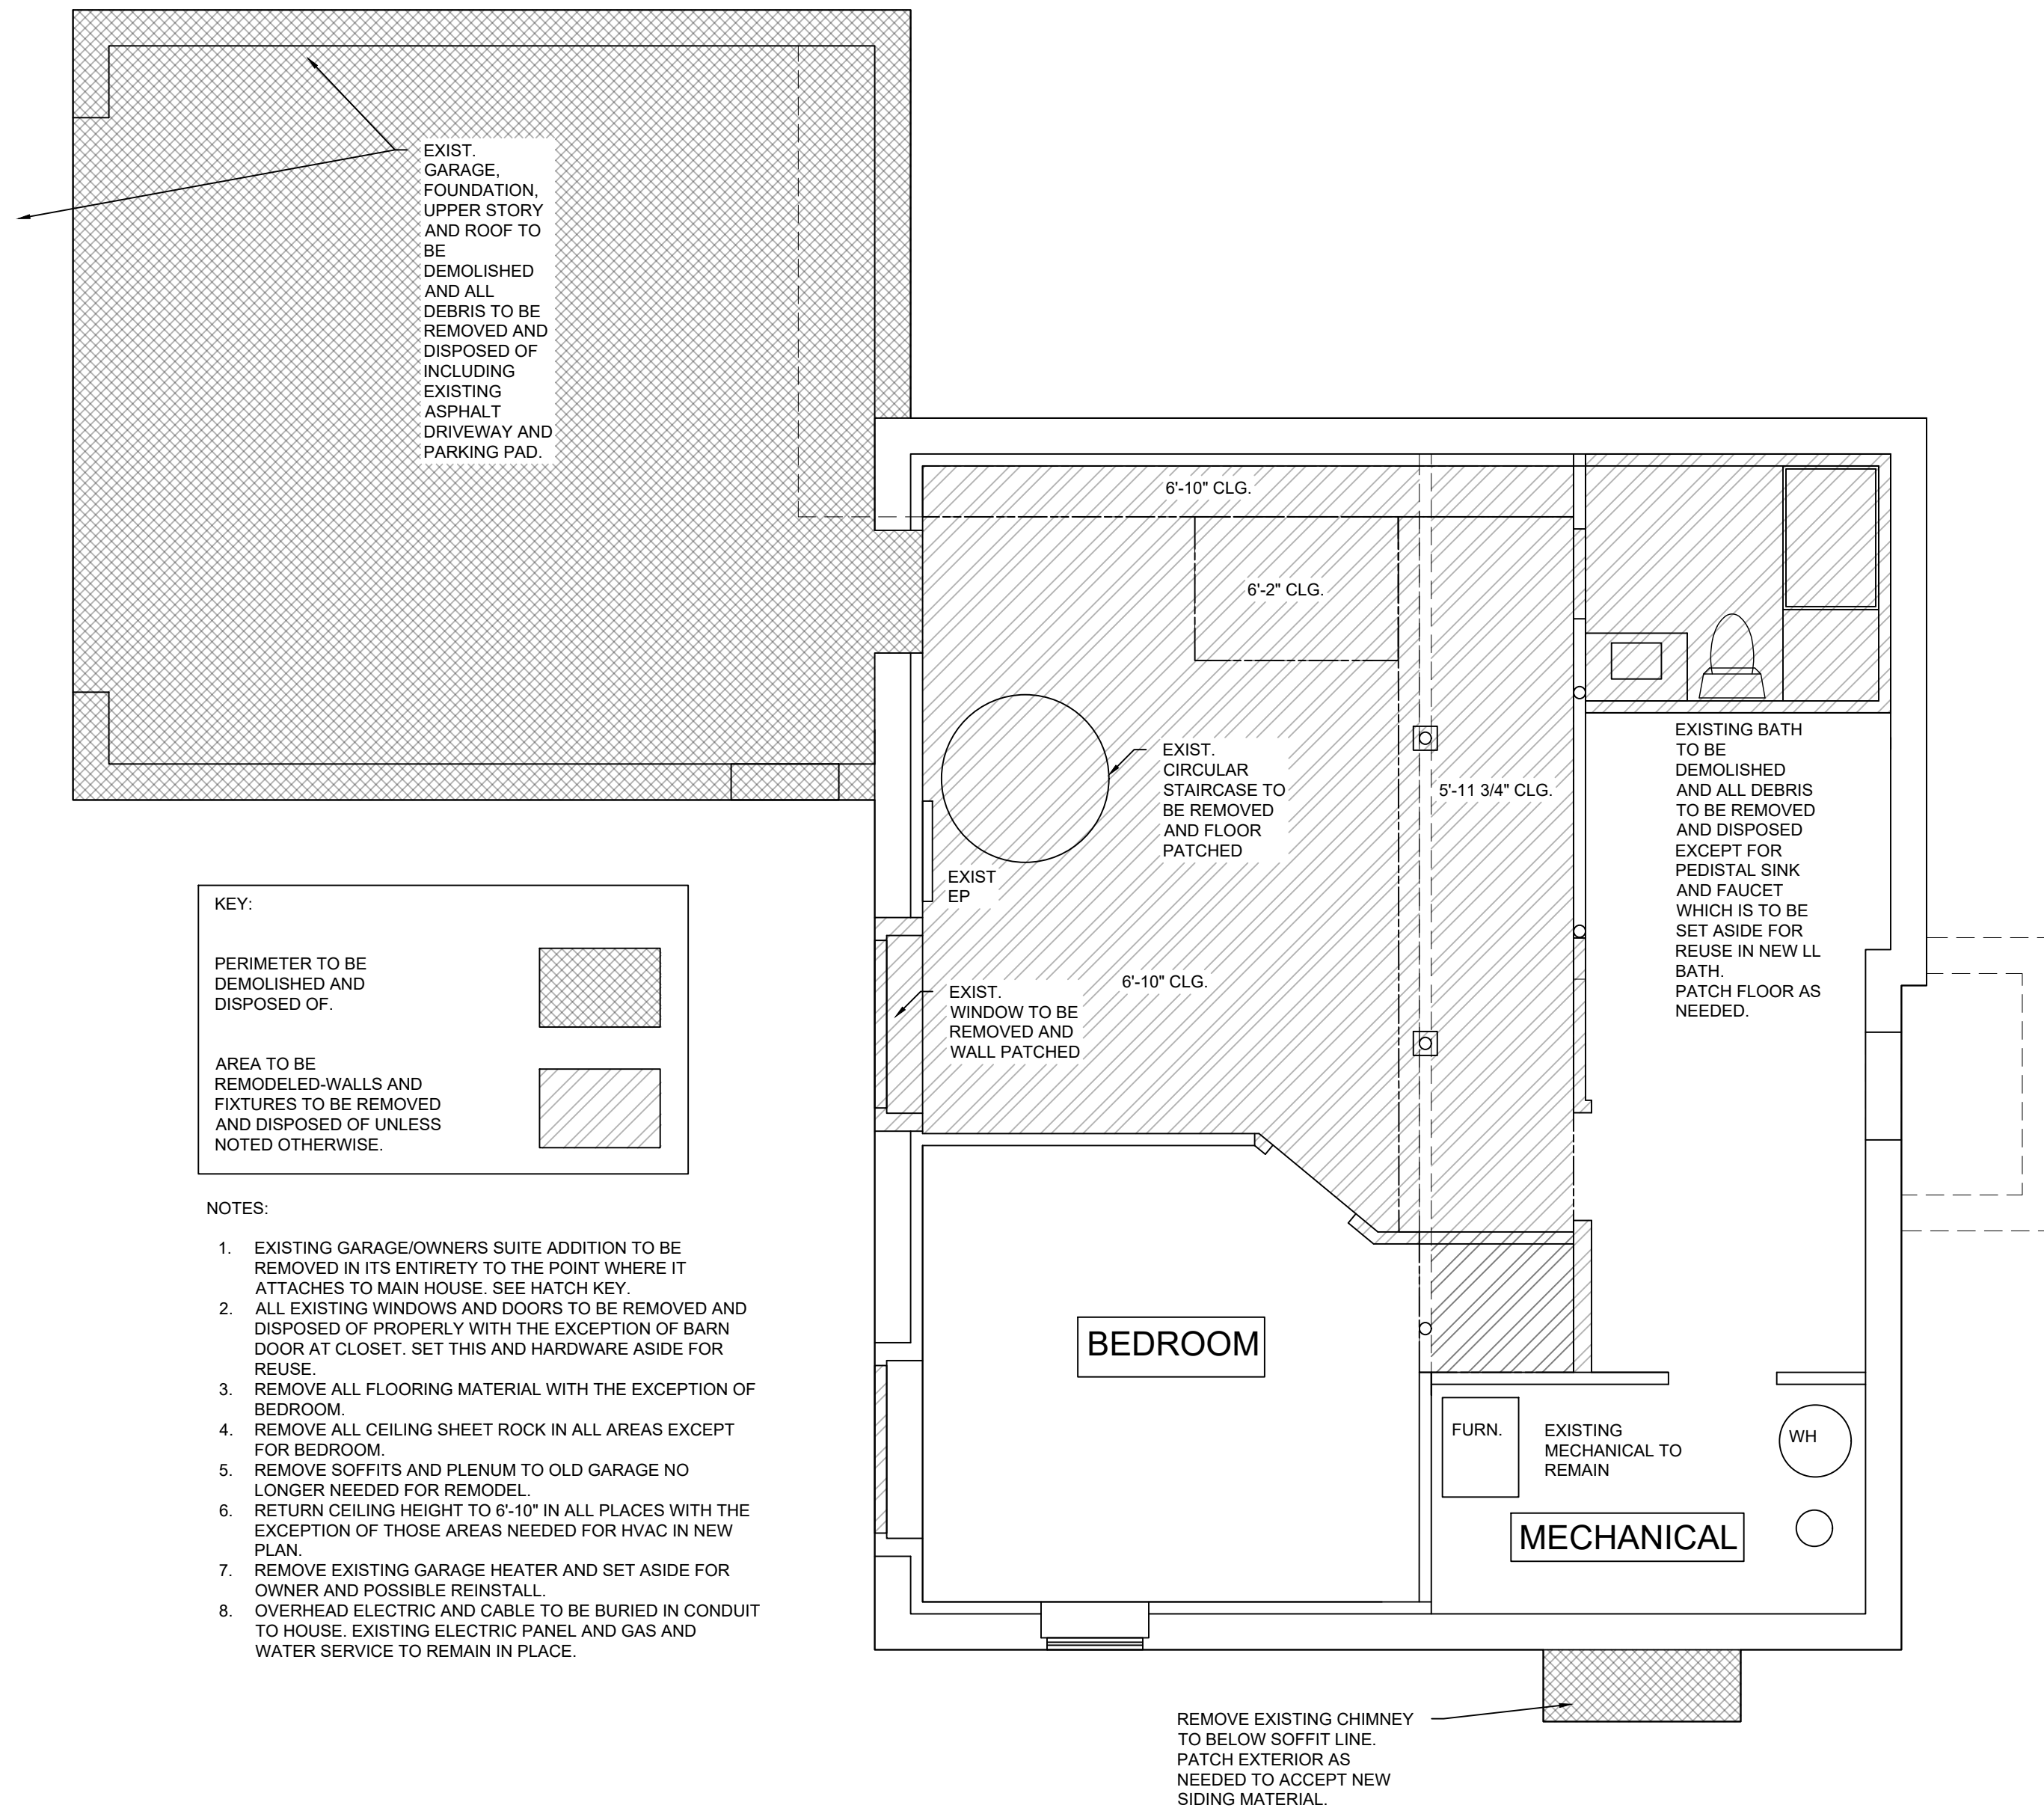 EXIST.
GARAGE,
FOUNDATION,
UPPER STORY
AND ROOF TO
BE
DEMOLISHED
AND ALL
DEBRIS TO BE
REMOVED AND
DISPOSED OF
INCLUDING
EXISTING
ASPHALT
DRIVEWAY AND
PARKING PAD.
6'-10" CLG.
6'-2" CLG.
EXIST.
CIRCULAR
STAIRCASE TO
BE REMOVED
AND FLOOR
PATCHED
5'-11 3/4" CLG.
EXISTING BATH
TO BE
DEMOLISHED
AND ALL DEBRIS
TO BE REMOVED
AND DISPOSED
EXCEPT FOR
PEDISTAL SINK
AND FAUCET
WHICH IS TO BE
SET ASIDE FOR
REUSE IN NEW LL
BATH.
PATCH FLOOR AS
NEEDED.
EXIST
EP
6'-10" CLG.
EXIST.
WINDOW TO BE
REMOVED AND
WALL PATCHED
KEY:
PERIMETER TO BE
DEMOLISHED AND
DISPOSED OF.
AREA TO BE
REMODELED-WALLS AND
FIXTURES TO BE REMOVED
AND DISPOSED OF UNLESS
NOTED OTHERWISE.
NOTES:
1. EXISTING GARAGE/OWNERS SUITE ADDITION TO BE
REMOVED IN ITS ENTIRETY TO THE POINT WHERE IT
ATTACHES TO MAIN HOUSE. SEE HATCH KEY.
2. ALL EXISTING WINDOWS AND DOORS TO BE REMOVED AND
DISPOSED OF PROPERLY WITH THE EXCEPTION OF BARN
DOOR AT CLOSET. SET THIS AND HARDWARE ASIDE FOR
REUSE.
3. REMOVE ALL FLOORING MATERIAL WITH THE EXCEPTION OF
BEDROOM.
4. REMOVE ALL CEILING SHEET ROCK IN ALL AREAS EXCEPT
FOR BEDROOM.
5. REMOVE SOFFITS AND PLENUM TO OLD GARAGE NO
LONGER NEEDED FOR REMODEL.
6. RETURN CEILING HEIGHT TO 6'-10" IN ALL PLACES WITH THE
EXCEPTION OF THOSE AREAS NEEDED FOR HVAC IN NEW
PLAN.
7. REMOVE EXISTING GARAGE HEATER AND SET ASIDE FOR
OWNER AND POSSIBLE REINSTALL.
8. OVERHEAD ELECTRIC AND CABLE TO BE BURIED IN CONDUIT
TO HOUSE. EXISTING ELECTRIC PANEL AND GAS AND
WATER SERVICE TO REMAIN IN PLACE.
BEDROOM
FURN.
EXISTING
MECHANICAL TO
REMAIN
WH
MECHANICAL
REMOVE EXISTING CHIMNEY
TO BELOW SOFFIT LINE.
PATCH EXTERIOR AS
NEEDED TO ACCEPT NEW
SIDING MATERIAL.